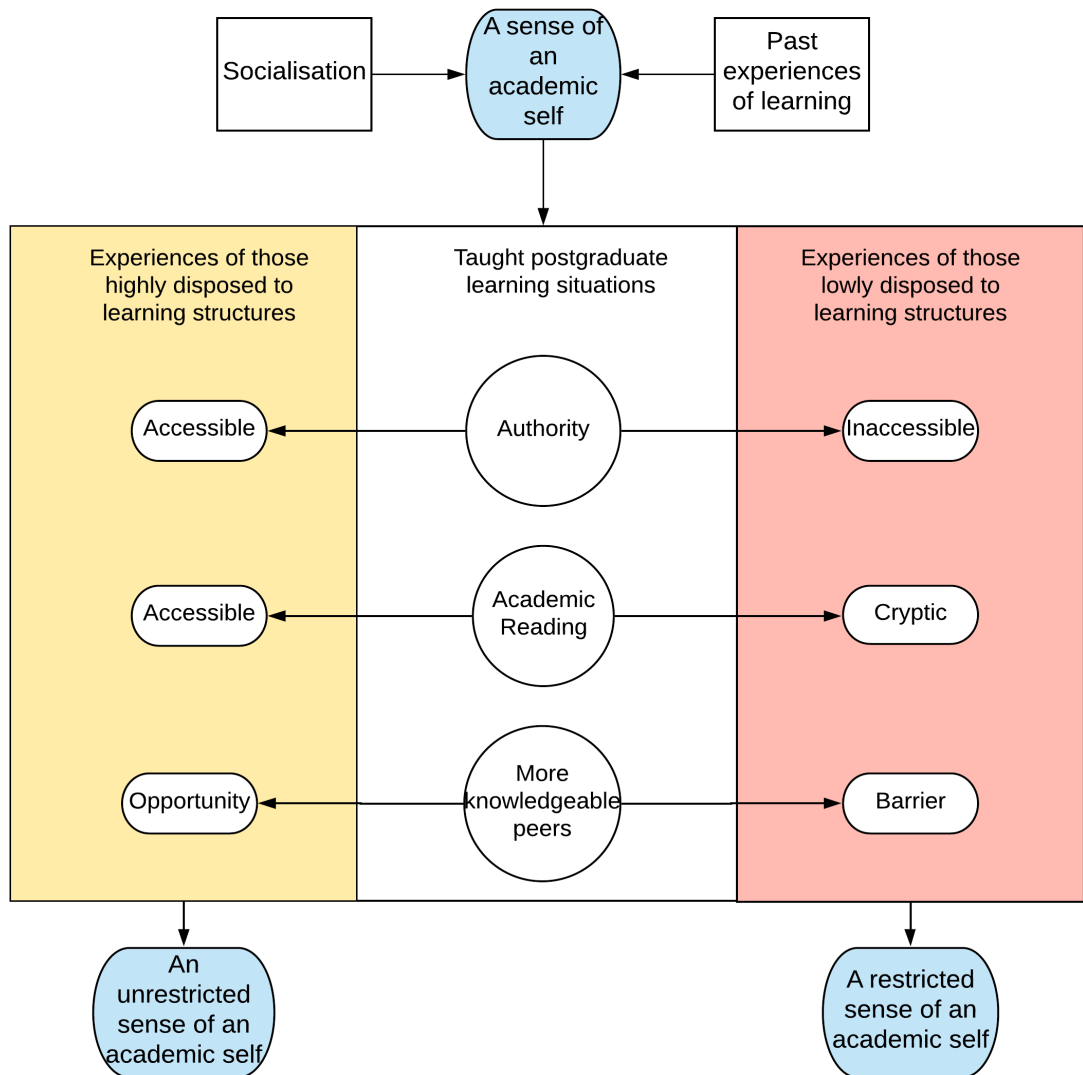 Socialisation
A sense of
an
academic
self
Past
experiences
of learning
Experiences of those
highly disposed to
learning structures
Taught postgraduate
learning situations
Experiences of those
lowly disposed to
learning structures
Accessible
Authority
Inaccessible
Accessible
Academic
Reading
Cryptic
Opportunity
More
knowledgeable
peers
Barrier
An
unrestricted
sense of an
academic self
A restricted
sense of an
academic self